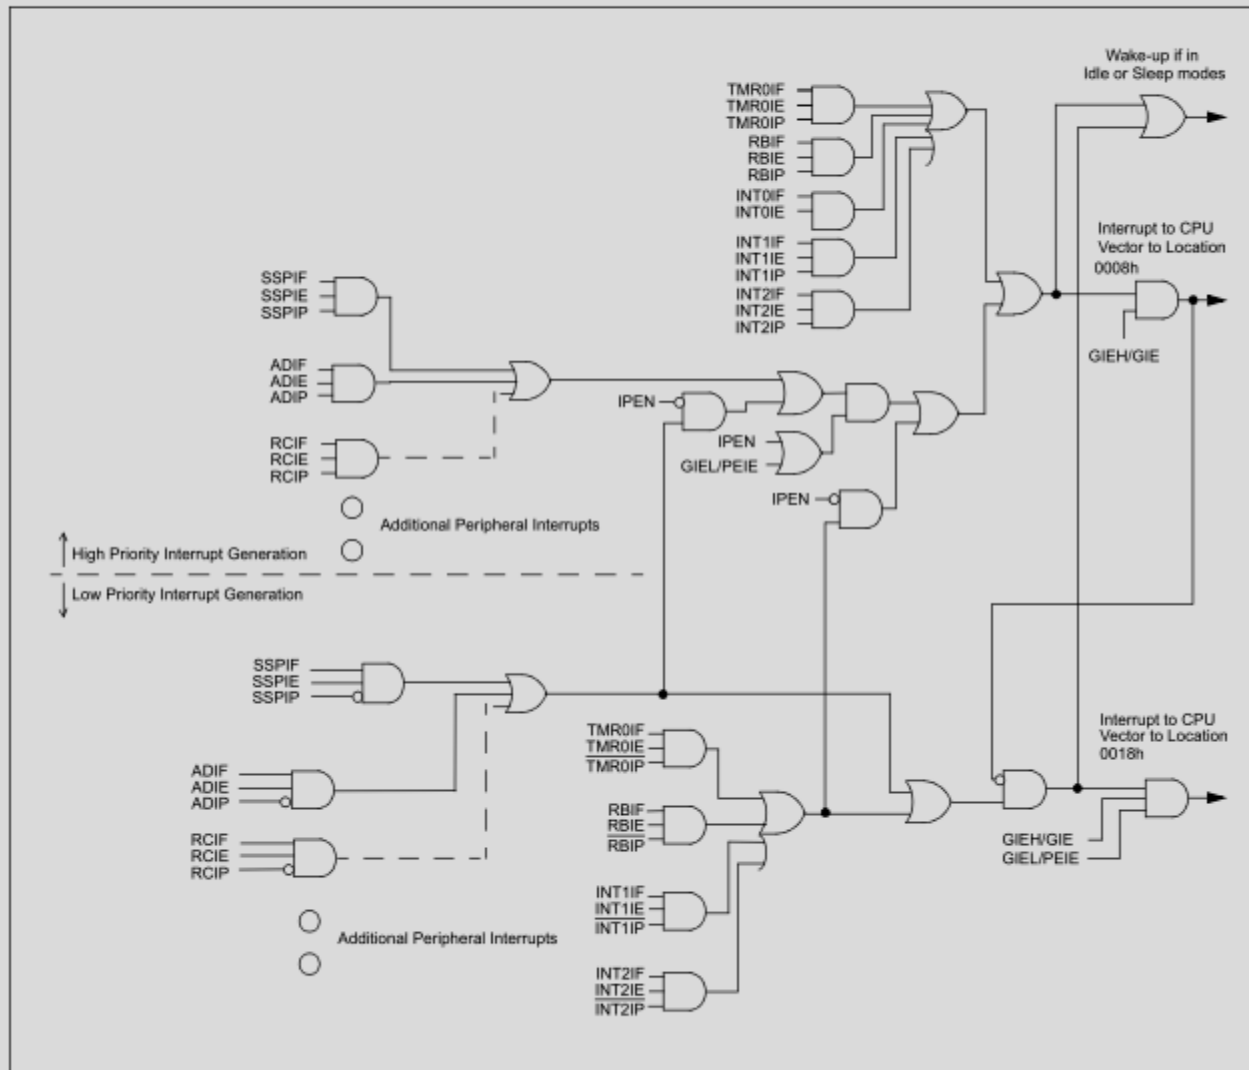 Wake-up if in
Idle or Sleep modes
TMR0IF
TMR0IE
TMR0IP
RBIF
RBIE
RBIP
INT0IF
INT0IE
INT1IF
INT1IE
INT1IP
INT2IF
INT2IE
INT2IP
Interrupt to CPU
Vector to Location
0008h
GIEH/GIE
SSPIF
SSPIE
SSPIP
ADIF
ADIE
ADIP
RCIF
RCIE
RCIP
IPEN
IPEN
GIEL/PEIE
IPEN
Additional Peripheral Interrupts
High Priority Interrupt Generation
Low Priority Interrupt Generation
SSPIF
SSPIE
SSPIP
ADIF
ADIE
ADIP
RCIF
RCIE
RCIP
Additional Peripheral Interrupts
TMR0IF
TMR0IE
TMR0IP
RBIF
RBIE
RBIP
INT1IF
INT1IE
INT1IP
INT2IF
INT2IE
INT2IP
Interrupt to CPU
Vector to Location
0018h
GIEH/GIE
GIEL/PEIE